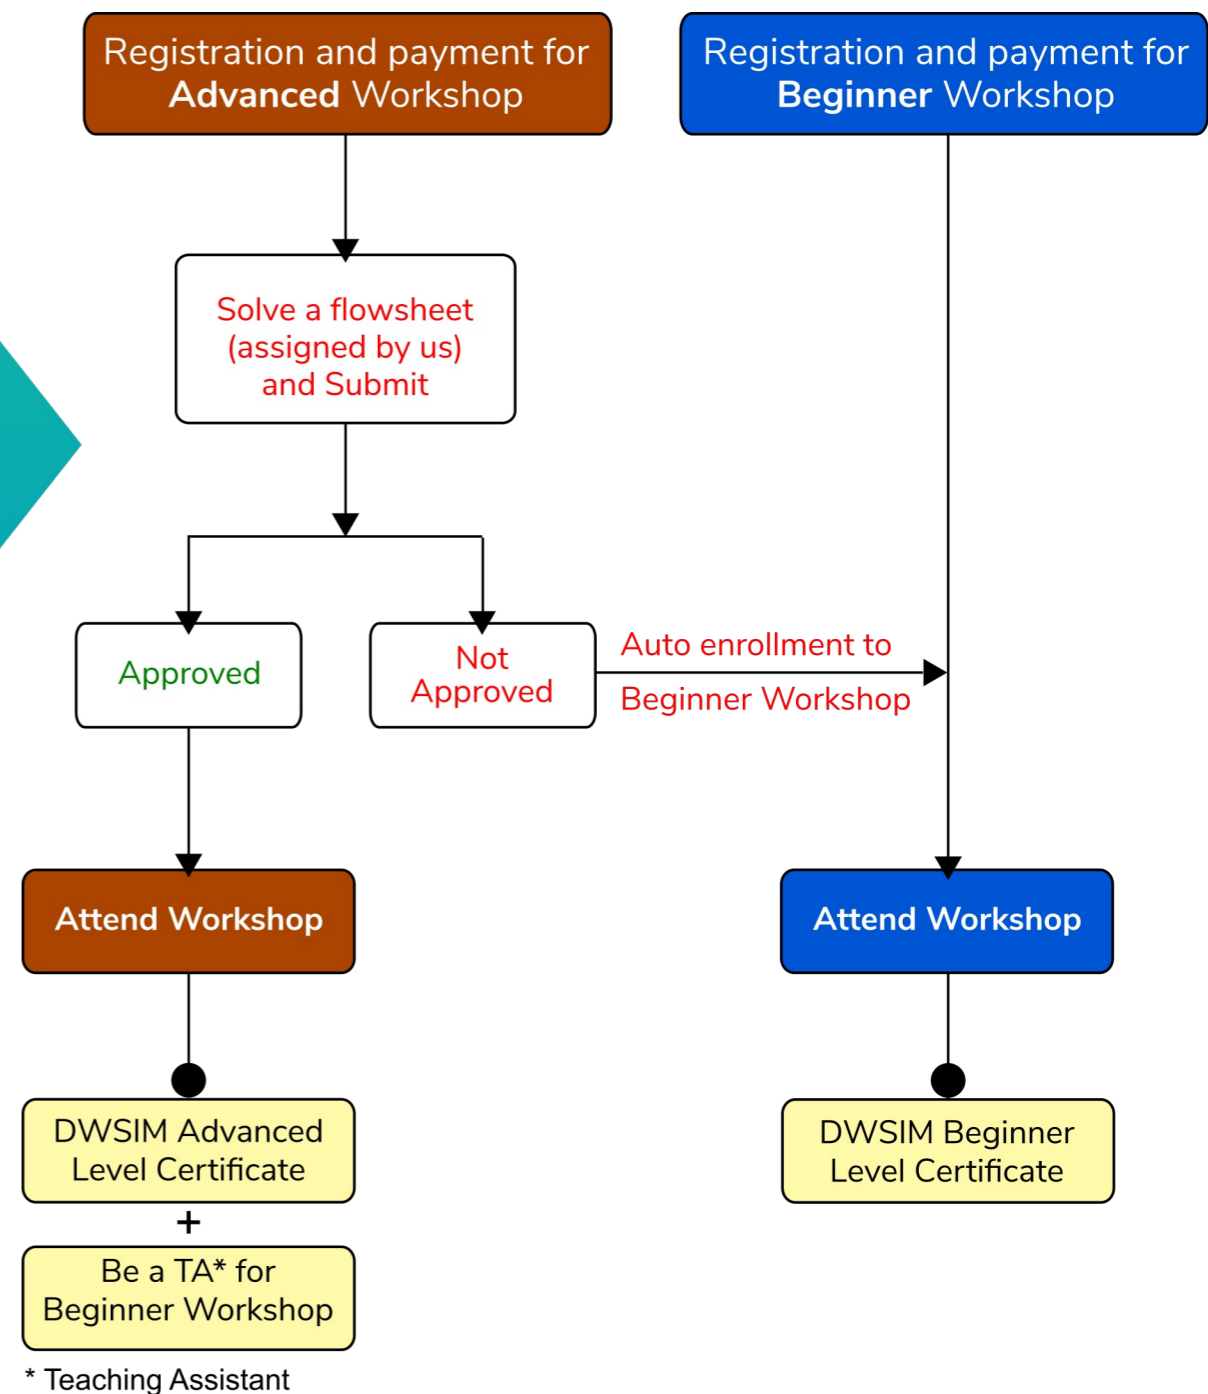 Registration and payment for
Advanced Workshop
Registration and payment for
Beginner Workshop
Solve a flowsheet
(assigned by us)
and Submit
Approved
Not
Approved
Auto enrollment to
Beginner Workshop
Attend Workshop
Attend Workshop
DWSIM Advanced
Level Certificate
+
Be a TA* for
Beginner Workshop
DWSIM Beginner
Level Certificate
* Teaching Assistant